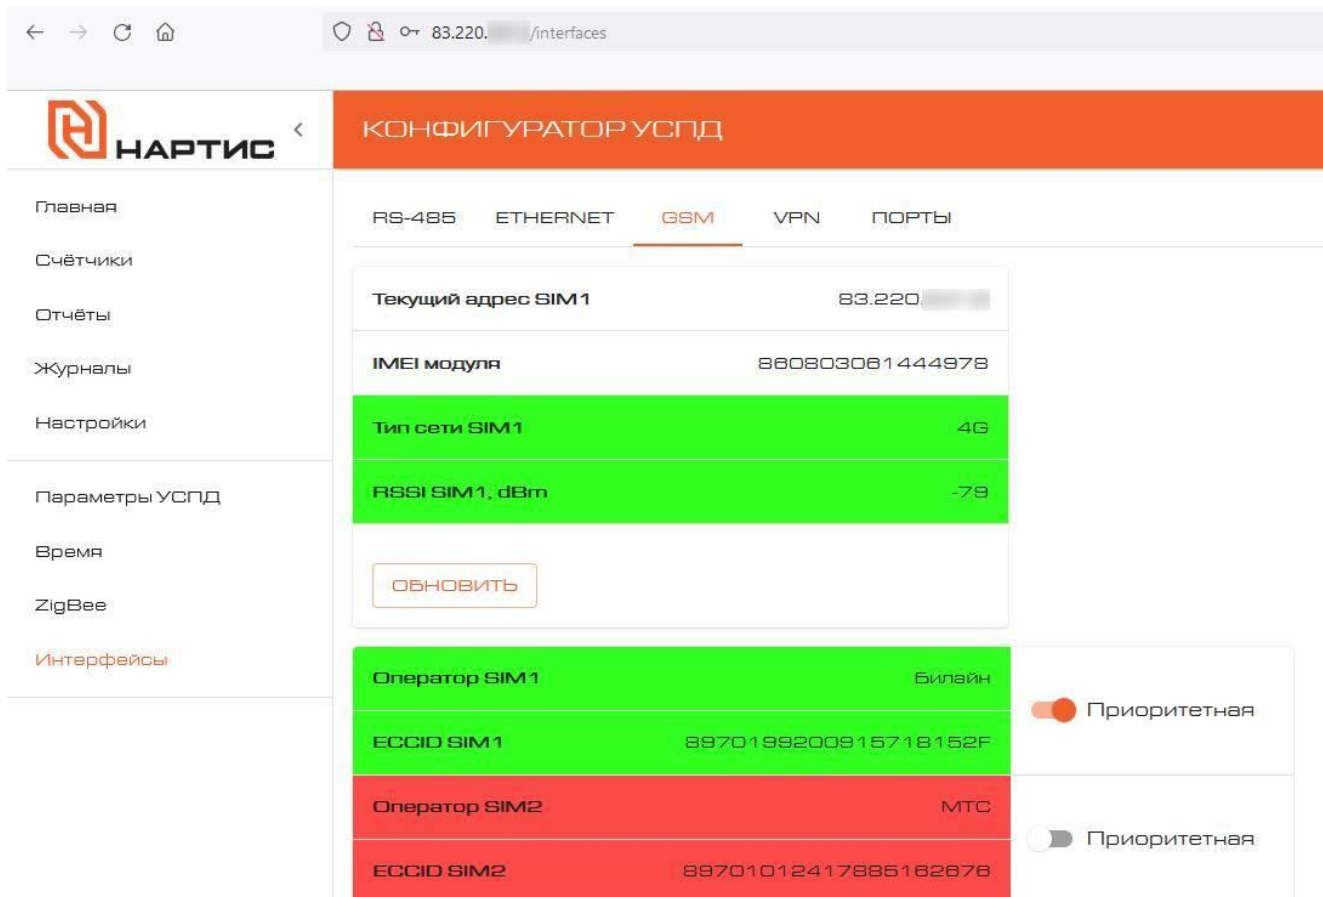 83.220. /interfaces
НАРТИС
КОНФИГУРАТОР УСПД
Главная
Счётчики
Отчёты
Журналы
Настройки
Параметры УСПД
Время
ZigBee
Интерфейсы
RS-485 ETHERNET GSM VPN ПОРТЫ
Текущий адрес SIM1 83.220.
IMEI модуля 860803061444978
Тип сети SIM1 4G
RSSI SIM1, dBm -79
ОБНОВИТЬ
Оператор SIM1 Билайн
ECCID SIM1 8970199200915718152F
Приоритетная
Оператор SIM2 МТС
ECCID SIM2 89701012417885162676
Приоритетная